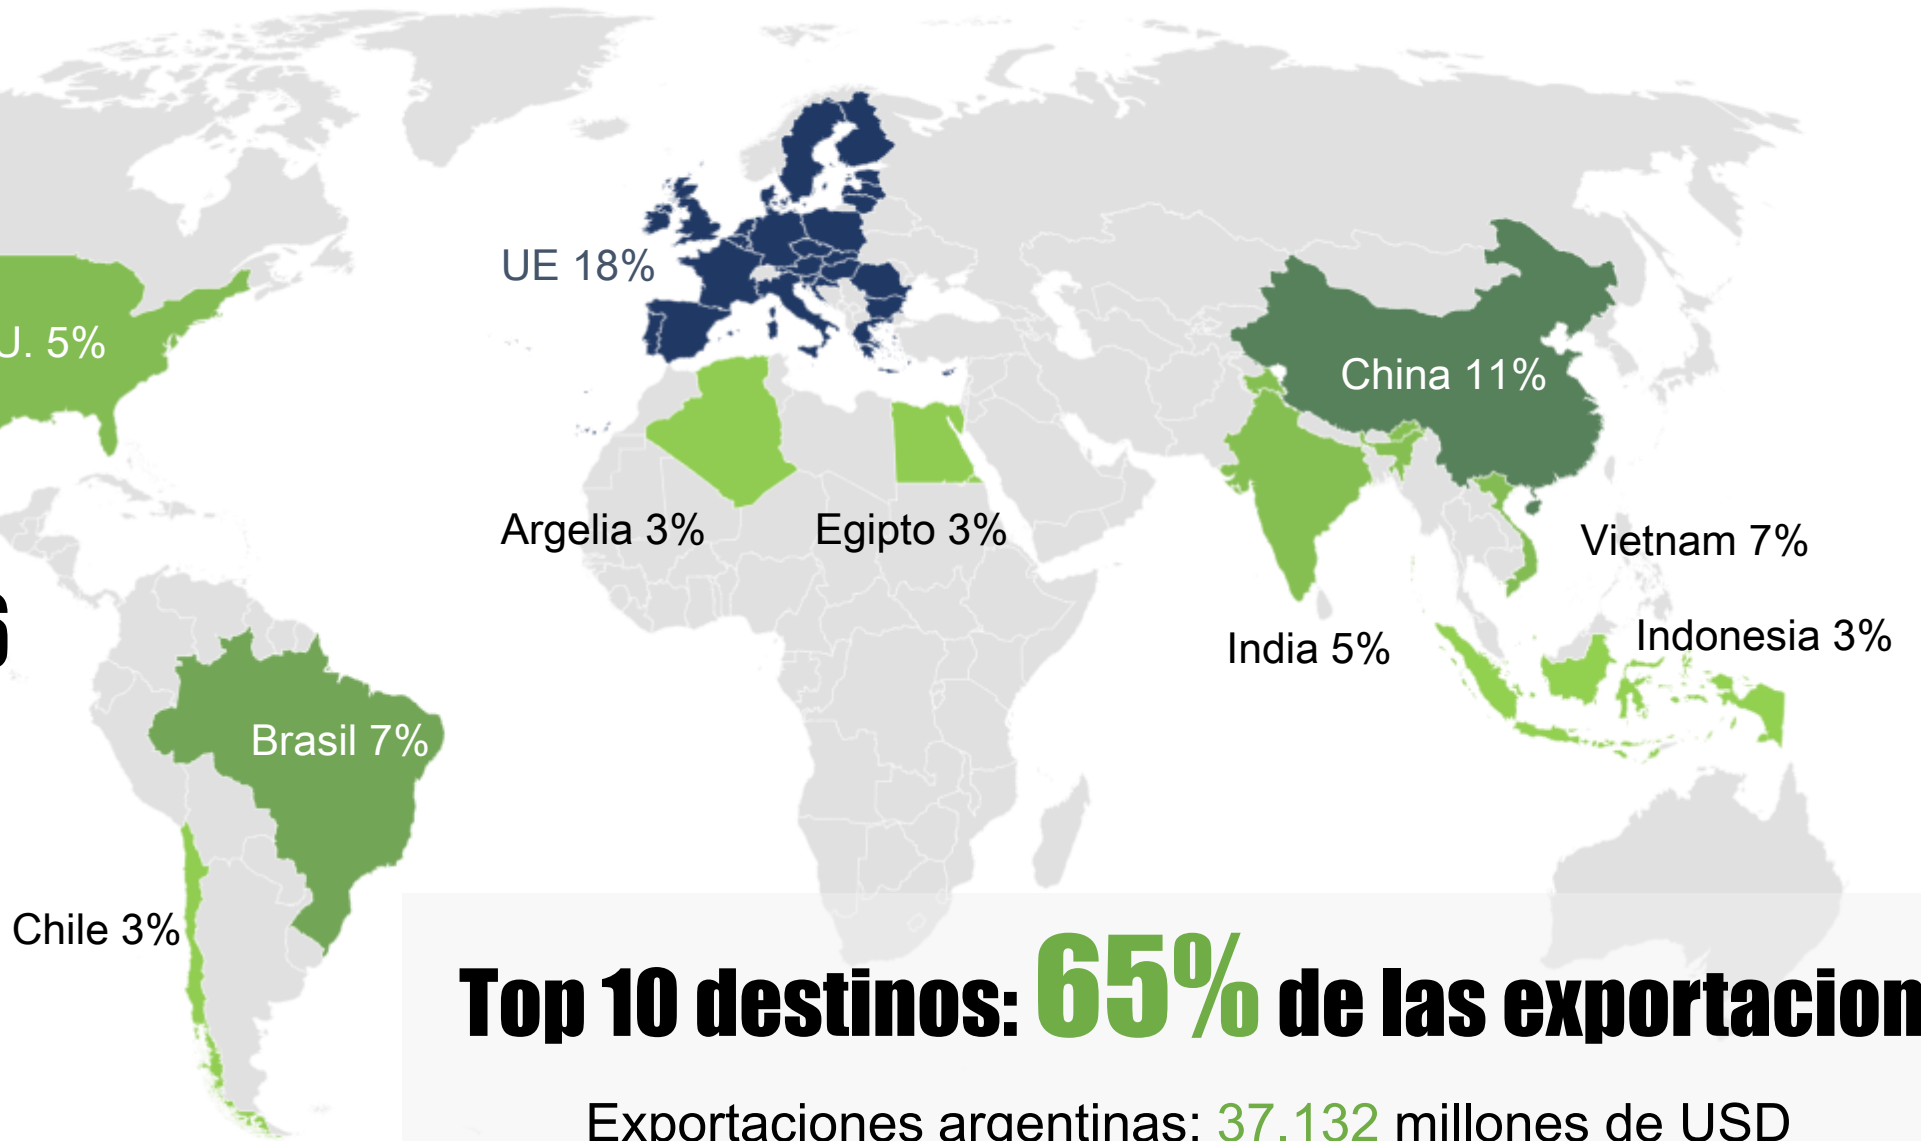 UE 18%
U. 5%
China 11%
Argelia 3%
Egipto 3%
Vietnam 7%
6
India 5%
Indonesia 3%
Brasil 7%
Chile 3%
Top 10 destinos: 65% de las exportacion
Exportaciones argentinas: 37.132 millones de USD